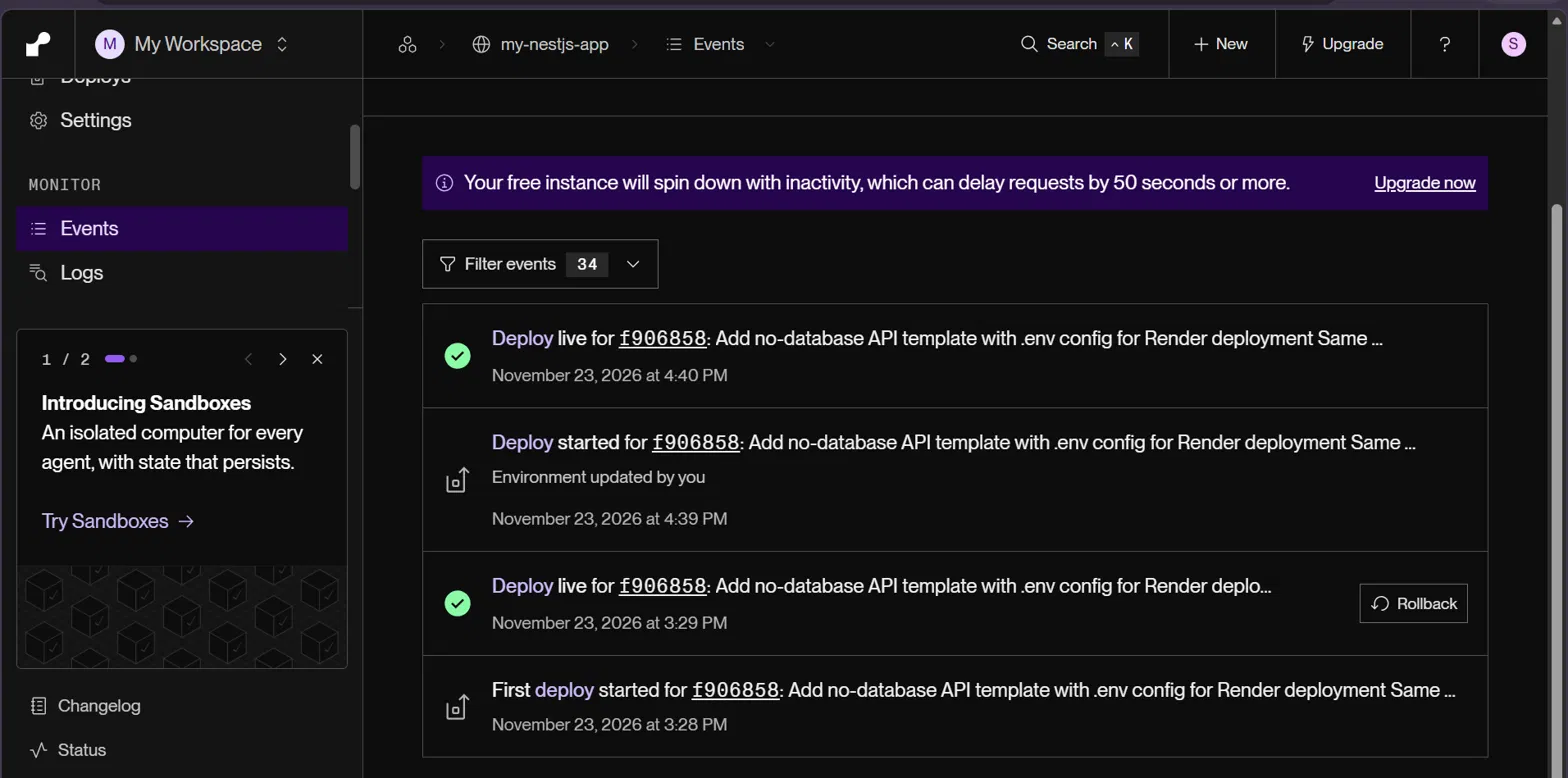 M My Workspace
my-nestjs-app
Events
Search ^ K
+ New
Upgrade
?
S
Deploys
Settings
MONITOR
Events
Logs
1 / 2
Introducing Sandboxes
An isolated computer for every
agent, with state that persists.
Try Sandboxes →
Changelog
Status
Your free instance will spin down with inactivity, which can delay requests by 50 seconds or more. Upgrade now
Filter events 34
Deploy live for f906858: Add no-database API template with .env config for Render deployment Same ...
November 23, 2026 at 4:40 PM
Deploy started for f906858: Add no-database API template with .env config for Render deployment Same ...
Environment updated by you
November 23, 2026 at 4:39 PM
Deploy live for f906858: Add no-database API template with .env config for Render deplo...
Rollback
November 23, 2026 at 3:29 PM
First deploy started for f906858: Add no-database API template with .env config for Render deployment Same ...
November 23, 2026 at 3:28 PM